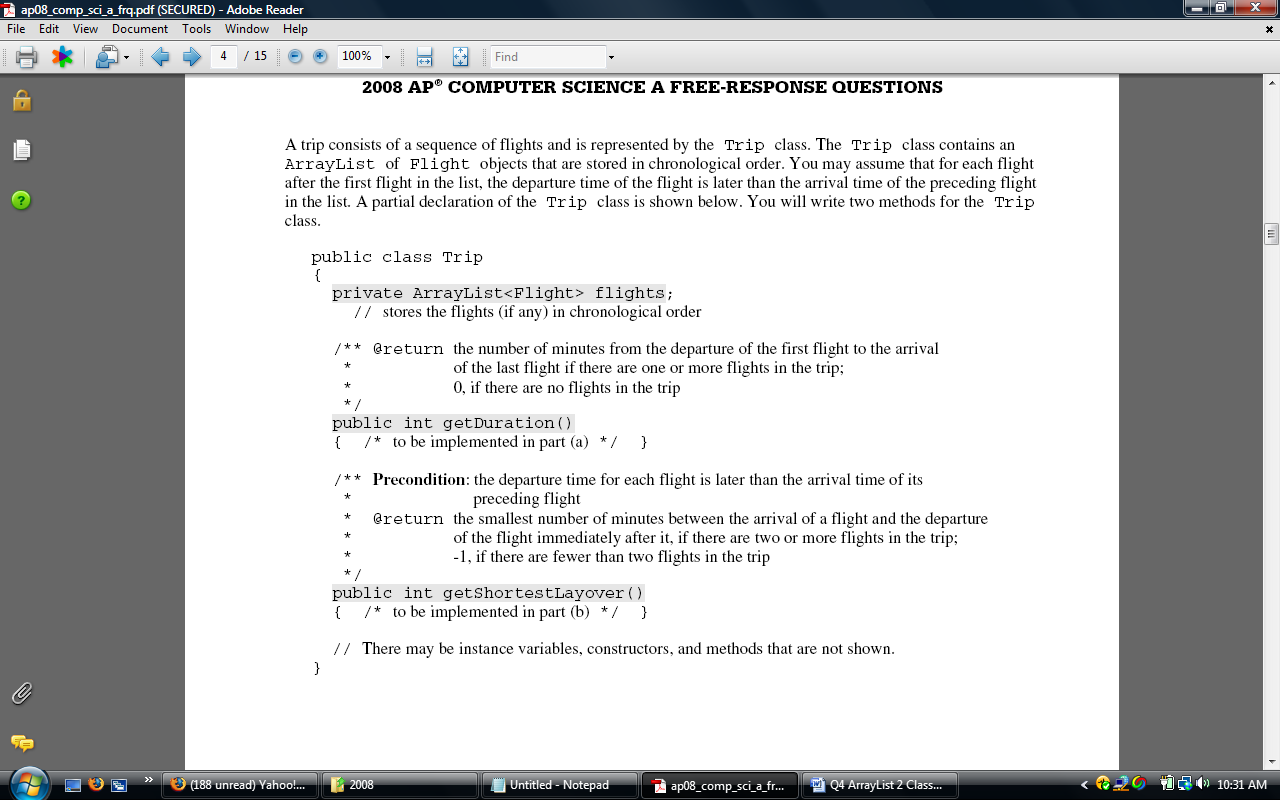 ap08_comp_sci_a_frq.pdf (SECURED) - Adobe Reader
File Edit View Document Tools Window Help
4 / 15 100% Find
2008 AP® COMPUTER SCIENCE A FREE-RESPONSE QUESTIONS
A trip consists of a sequence of flights and is represented by the Trip class. The Trip class contains an
ArrayList of Flight objects that are stored in chronological order. You may assume that for each flight
after the first flight in the list, the departure time of the flight is later than the arrival time of the preceding flight
in the list. A partial declaration of the Trip class is shown below. You will write two methods for the Trip
class.
public class Trip
{
private ArrayList<Flight> flights;
// stores the flights (if any) in chronological order
/** @return the number of minutes from the departure of the first flight to the arrival
* of the last flight if there are one or more flights in the trip;
* 0, if there are no flights in the trip
*/
public int getDuration()
{ /* to be implemented in part (a) */ }
/** Precondition: the departure time for each flight is later than the arrival time of its
* preceding flight
* @return the smallest number of minutes between the arrival of a flight and the departure
* of the flight immediately after it, if there are two or more flights in the trip;
* -1, if there are fewer than two flights in the trip
*/
public int getShortestLayover()
{ /* to be implemented in part (b) */ }
// There may be instance variables, constructors, and methods that are not shown.
}
(188 unread) Yahoo!... 2008 Untitled - Notepad ap08_comp_sci_a_fr... Q4 ArrayList 2 Class... 10:31 AM